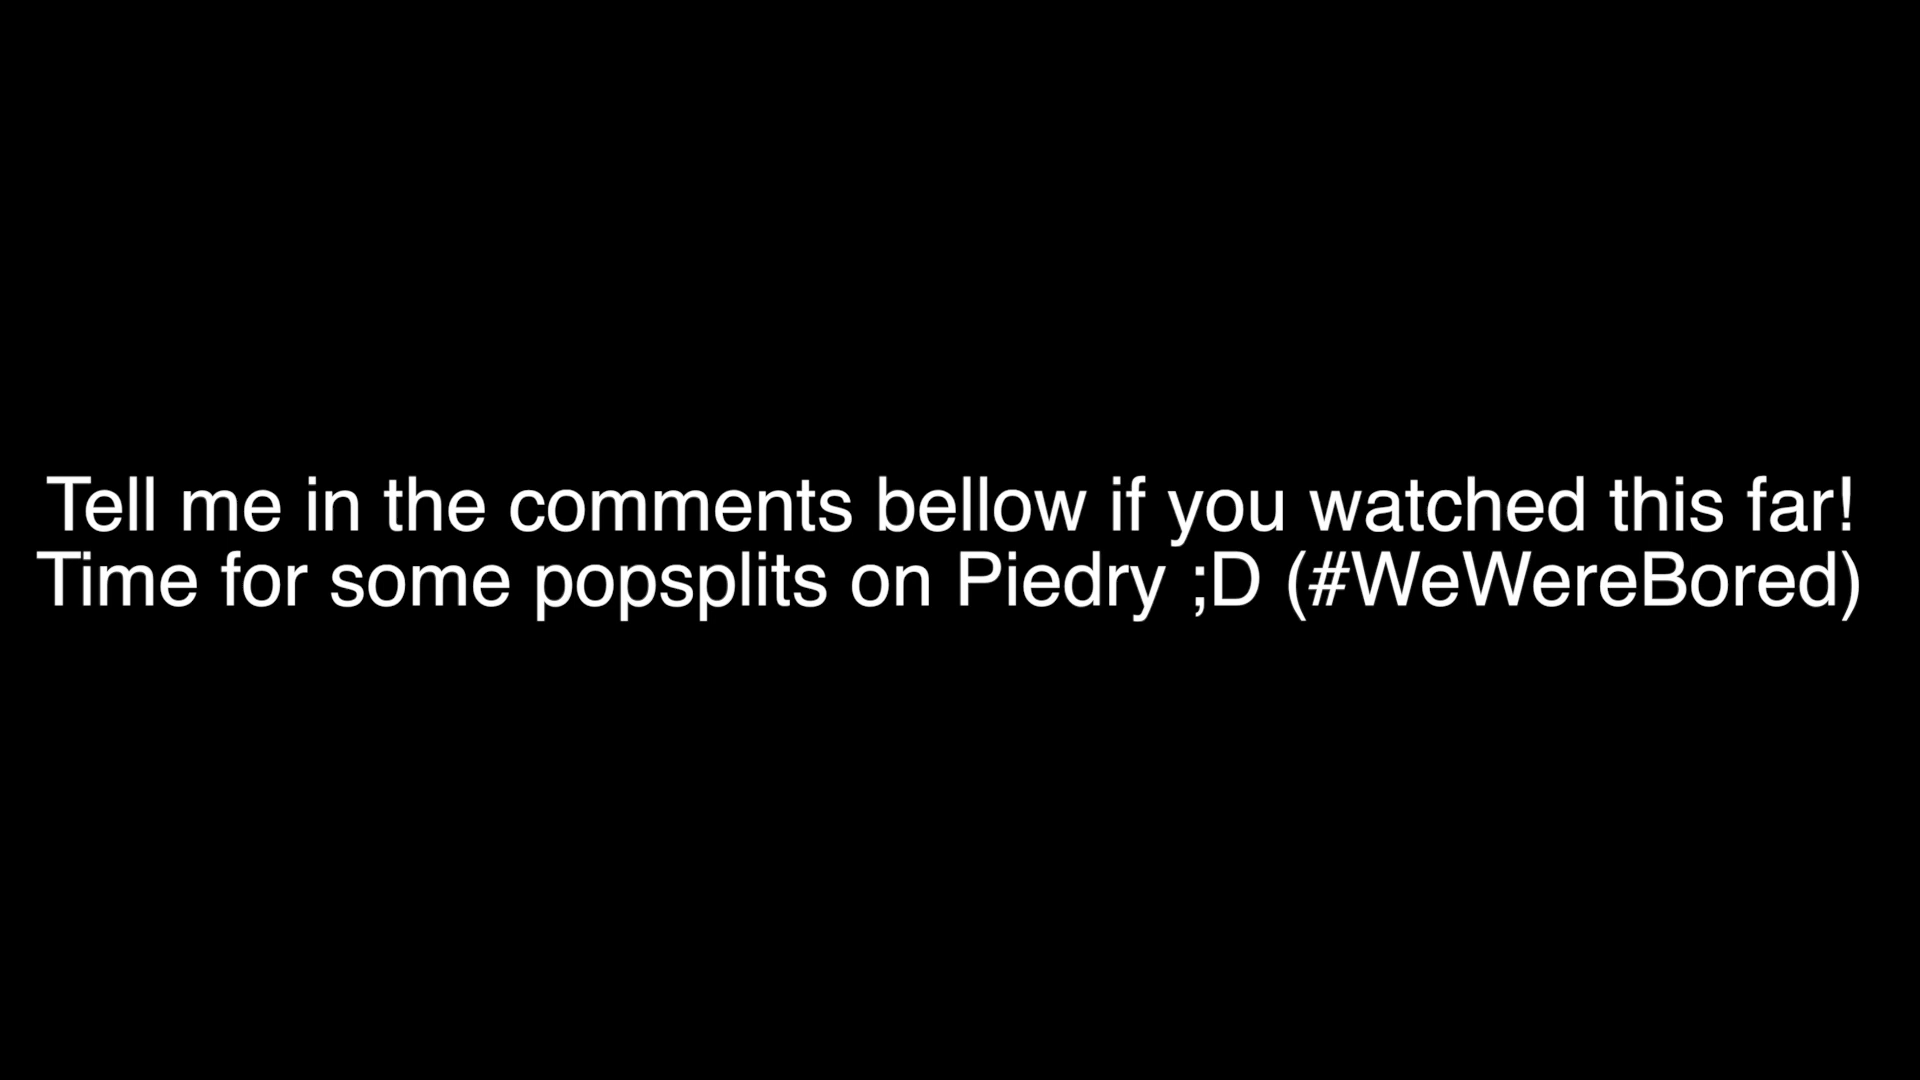 Tell me in the comments bellow if you watched this far!
Time for some popsplits on Piedry ;D (#WeWereBored)